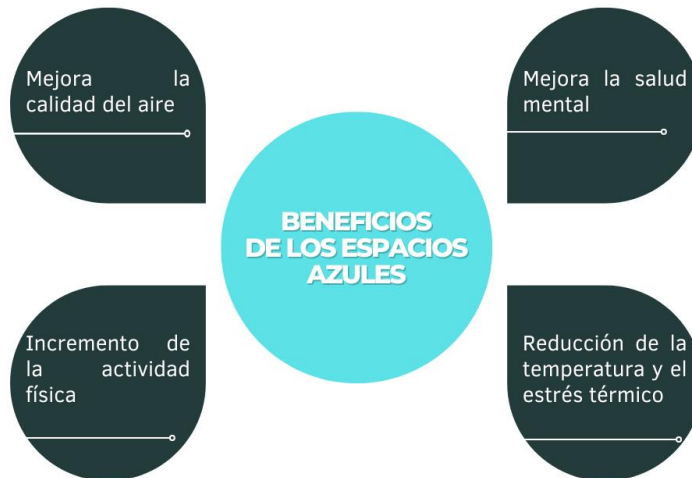 Mejora la
calidad del aire
Mejora la salud
mental
BENEFICIOS
DE LOS ESPACIOS
AZULES
Incremento de
la actividad
física
Reducción de la
temperatura y el
estrés térmico